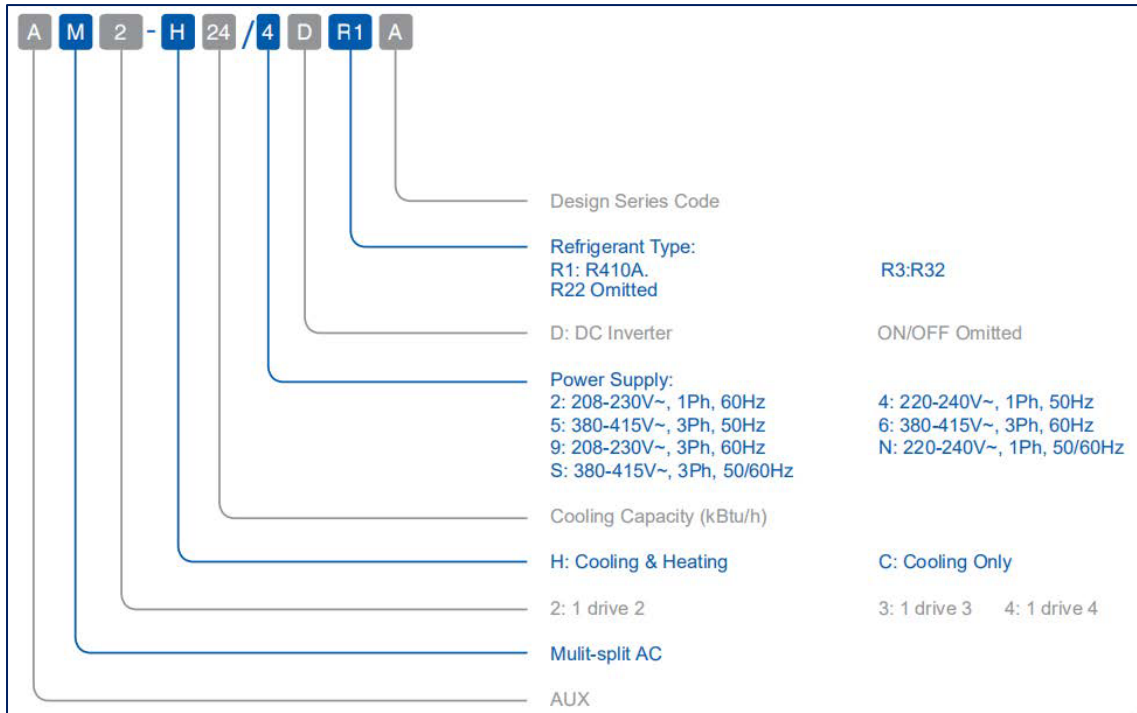 A M 2 - H 24 / 4 D R1 A
Design Series Code
Refrigerant Type:
R1: R410A. R3:R32
R22 Omitted
D: DC Inverter ON/OFF Omitted
Power Supply:
2: 208-230V~, 1Ph, 60Hz 4: 220-240V~, 1Ph, 50Hz
5: 380-415V~, 3Ph, 50Hz 6: 380-415V~, 3Ph, 60Hz
9: 208-230V~, 3Ph, 60Hz N: 220-240V~, 1Ph, 50/60Hz
S: 380-415V~, 3Ph, 50/60Hz
Cooling Capacity (kBtu/h)
H: Cooling & Heating C: Cooling Only
2: 1 drive 2 3: 1 drive 3 4: 1 drive 4
Mulit-split AC
AUX